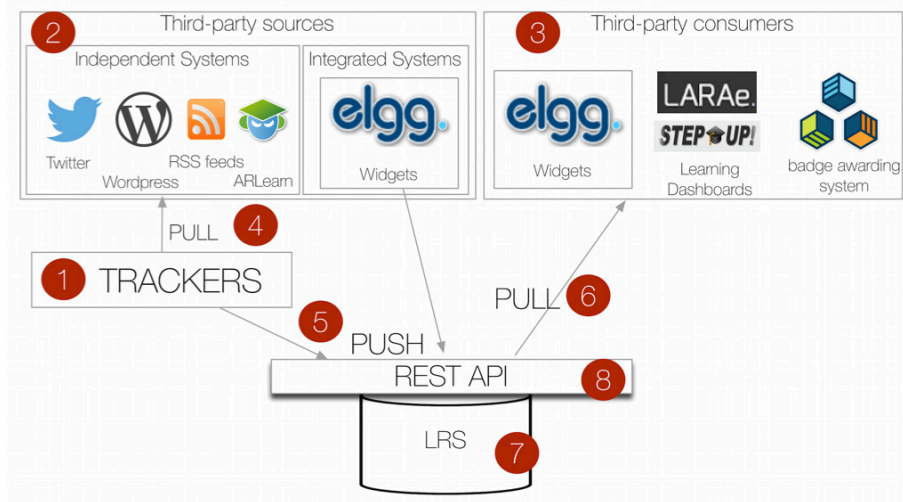 2
Third-party sources
Independent Systems
Integrated Systems
Twitter
Wordpress
RSS feeds
ARLearn
elgg.
Widgets
3
Third-party consumers
elgg.
Widgets
LARAe.
STEP UP!
Learning
Dashboards
badge awarding
system
PULL
4
1
TRACKERS
5
PUSH
PULL
6
REST API
8
LRS
7